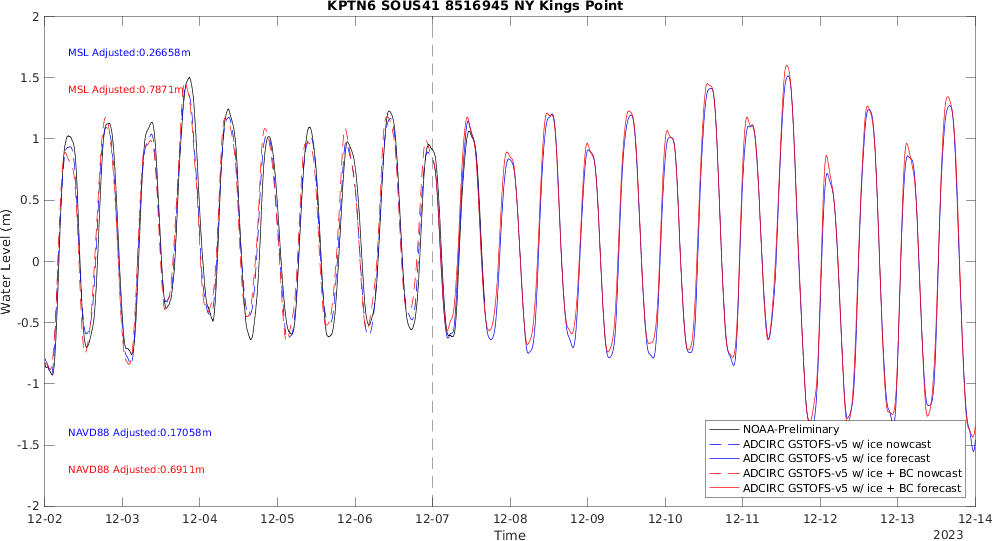 KPTN6 SOUS41 8516945 NY Kings Point
2
1.5
1
0.5
0
-0.5
-1
-1.5
-2
Water Level (m)
MSL Adjusted:0.26658m
MSL Adjusted:0.7871m
NAVD88 Adjusted:0.17058m
NAVD88 Adjusted:0.6911m
NOAA-Preliminary
ADCIRC GSTOFS-v5 w/ ice nowcast
ADCIRC GSTOFS-v5 w/ ice forecast
ADCIRC GSTOFS-v5 w/ ice + BC nowcast
ADCIRC GSTOFS-v5 w/ ice + BC forecast
12-02 12-03 12-04 12-05 12-06 12-07 12-08 12-09 12-10 12-11 12-12 12-13 12-14
Time
2023